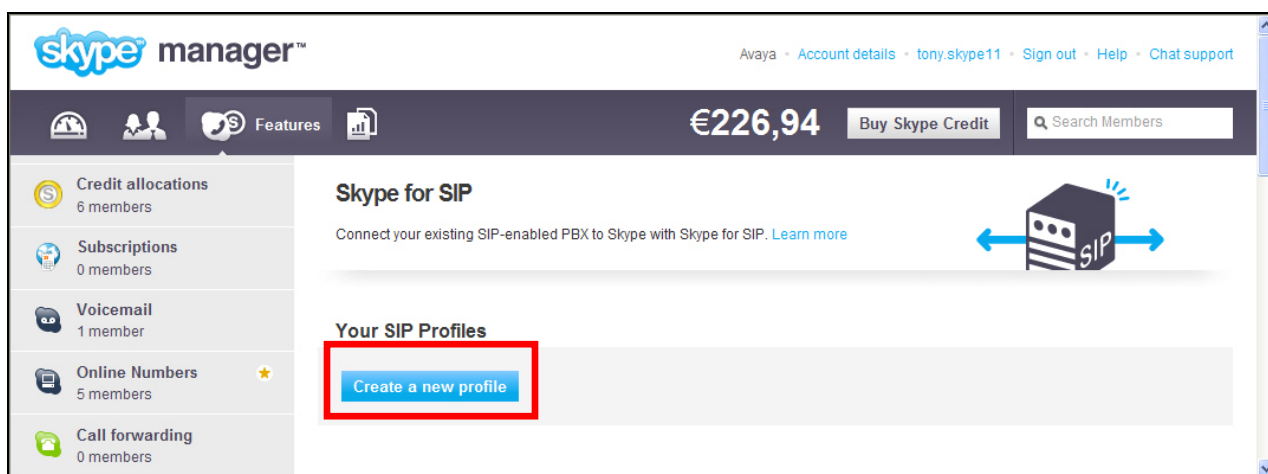 skype manager™
Avaya • Account details • tony.skype11 • Sign out • Help • Chat support
Features
€226,94
Buy Skype Credit
Search Members
Credit allocations
6 members
Subscriptions
0 members
Voicemail
1 member
Online Numbers
5 members
Call forwarding
0 members
Skype for SIP
Connect your existing SIP-enabled PBX to Skype with Skype for SIP. Learn more
SIP
Your SIP Profiles
Create a new profile